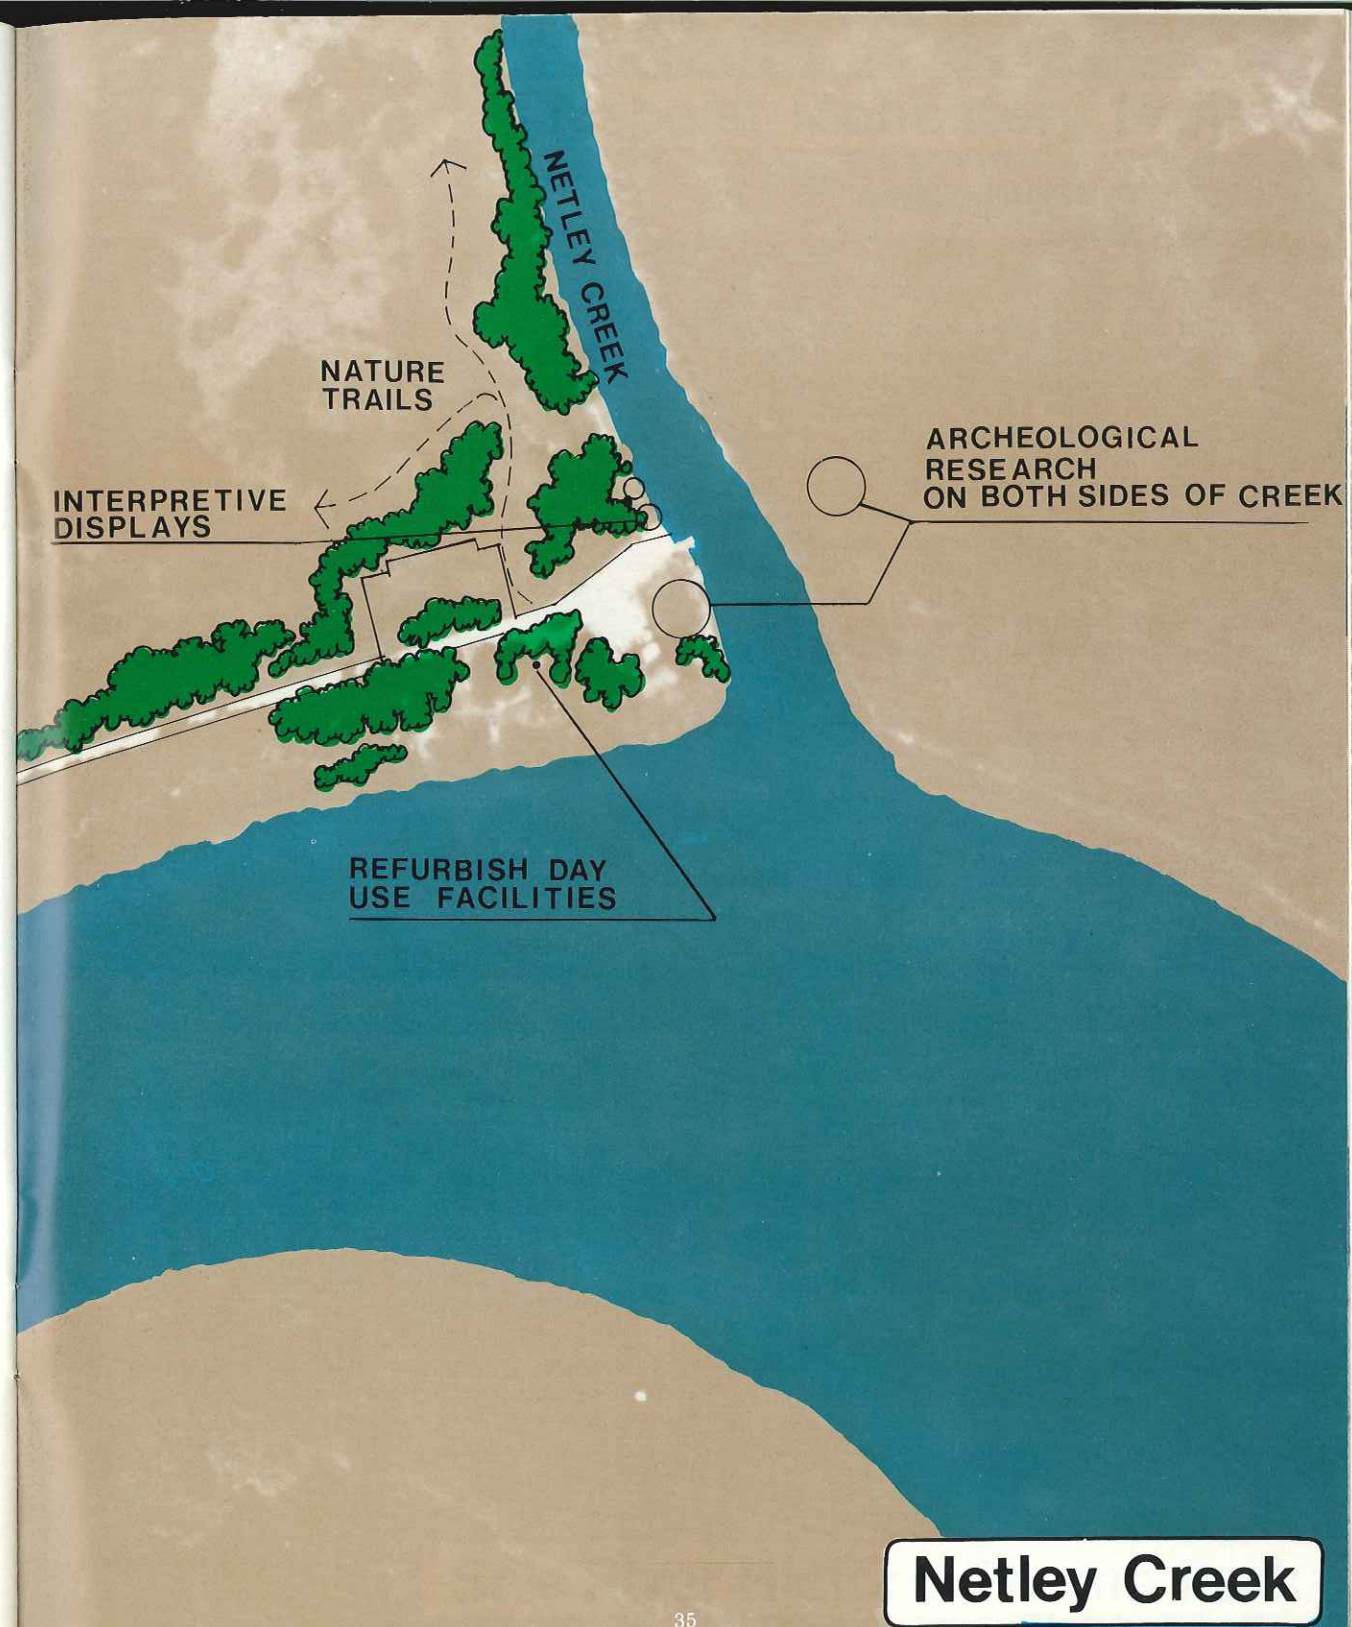 NETLEY CREEK
NATURE
TRAILS
ARCHEOLOGICAL
RESEARCH
ON BOTH SIDES OF CREEK
INTERPRETIVE
DISPLAYS
REFURBISH DAY
USE FACILITIES
Netley Creek
35